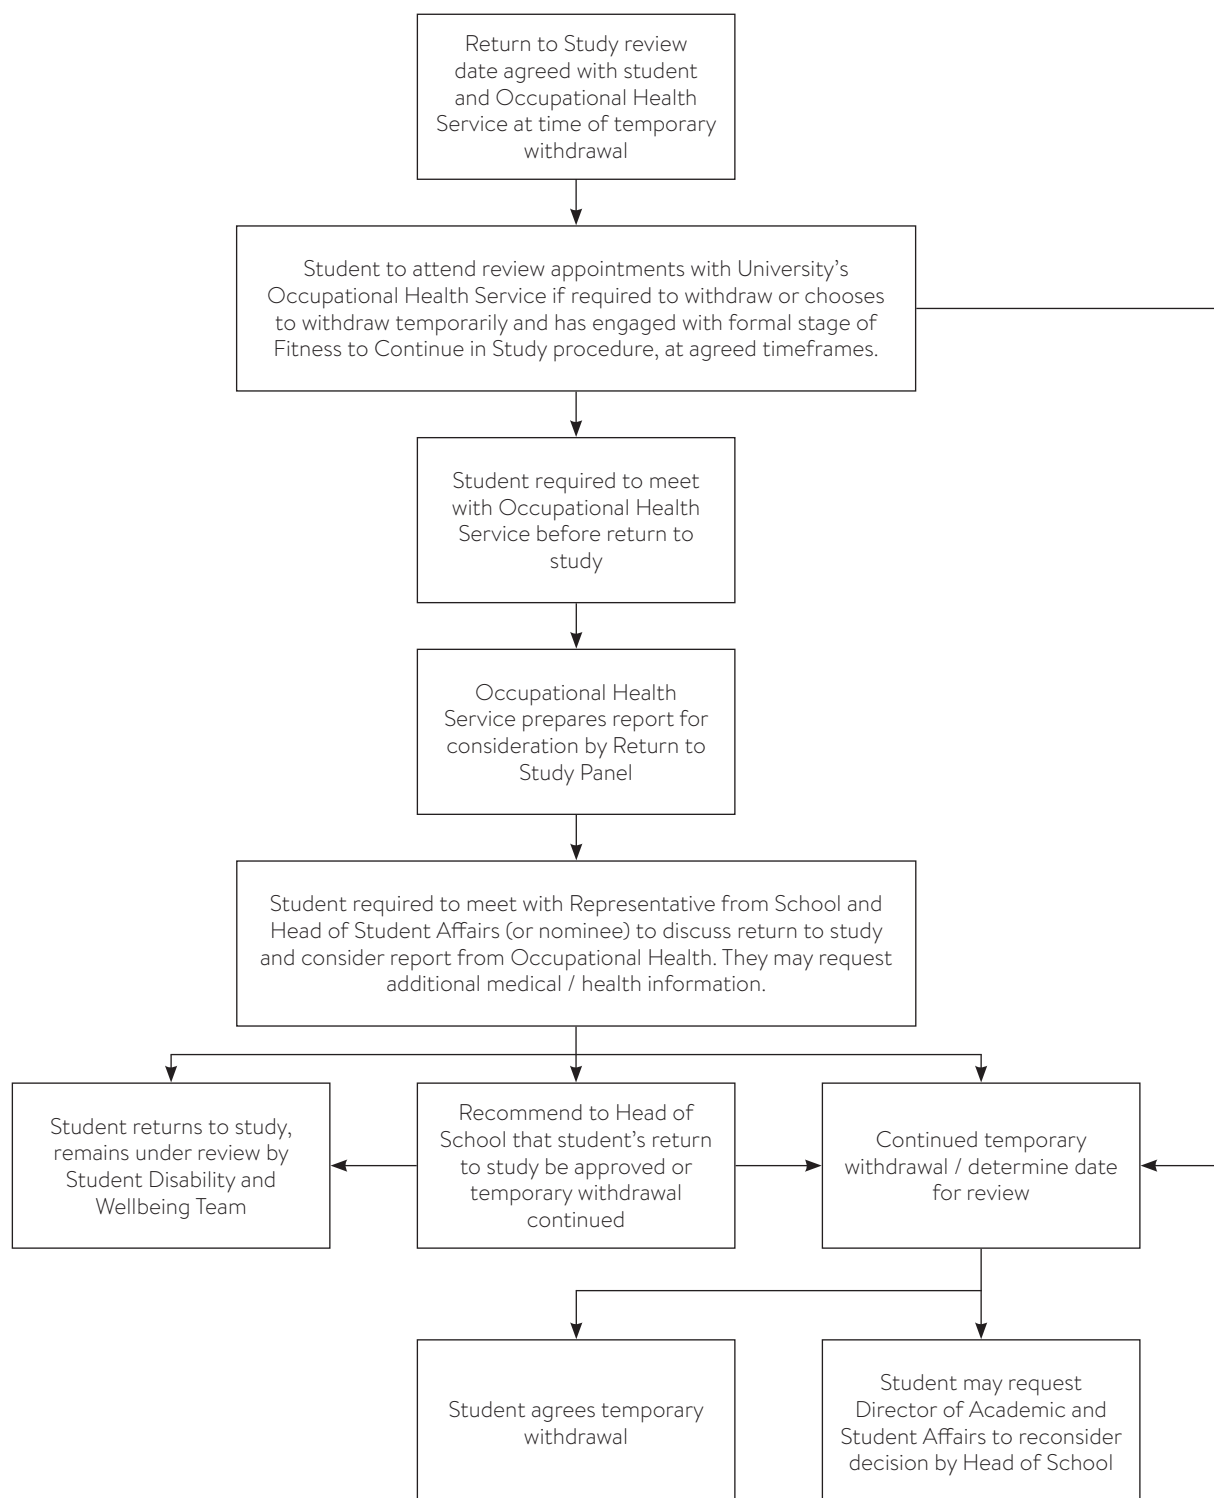 Return to Study review
date agreed with student
and Occupational Health
Service at time of temporary
withdrawal
Student to attend review appointments with University’s
Occupational Health Service if required to withdraw or chooses
to withdraw temporarily and has engaged with formal stage of
Fitness to Continue in Study procedure, at agreed timeframes.
Student required to meet
with Occupational Health
Service before return to
study
Occupational Health
Service prepares report for
consideration by Return to
Study Panel
Student required to meet with Representative from School and
Head of Student Affairs (or nominee) to discuss return to study
and consider report from Occupational Health. They may request
additional medical / health information.
Student returns to study,
remains under review by
Student Disability and
Wellbeing Team
Recommend to Head of
School that student’s return
to study be approved or
temporary withdrawal
continued
Continued temporary
withdrawal / determine date
for review
Student agrees temporary
withdrawal
Student may request
Director of Academic and
Student Affairs to reconsider
decision by Head of School